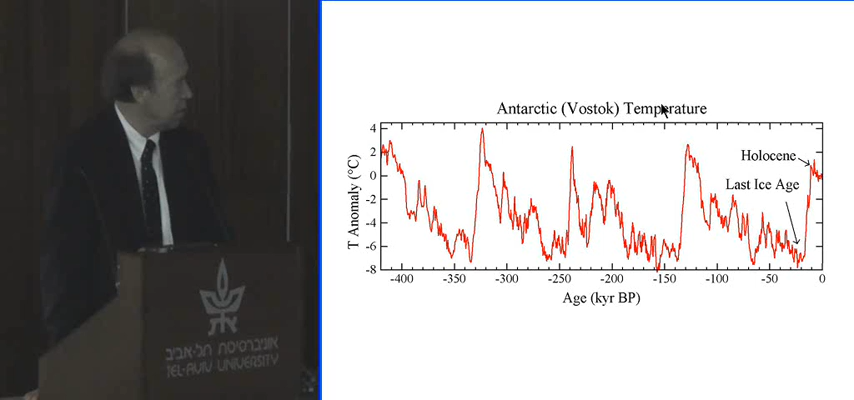 אוניברסיטת תל-אביב
TEL-AVIV UNIVERSITY
Antarctic (Vostok) Temperature
T Anomaly (°C)
4
2
0
-2
-4
-6
-8
Holocene
Last Ice Age
-400 -350 -300 -250 -200 -150 -100 -50 0
Age (kyr BP)